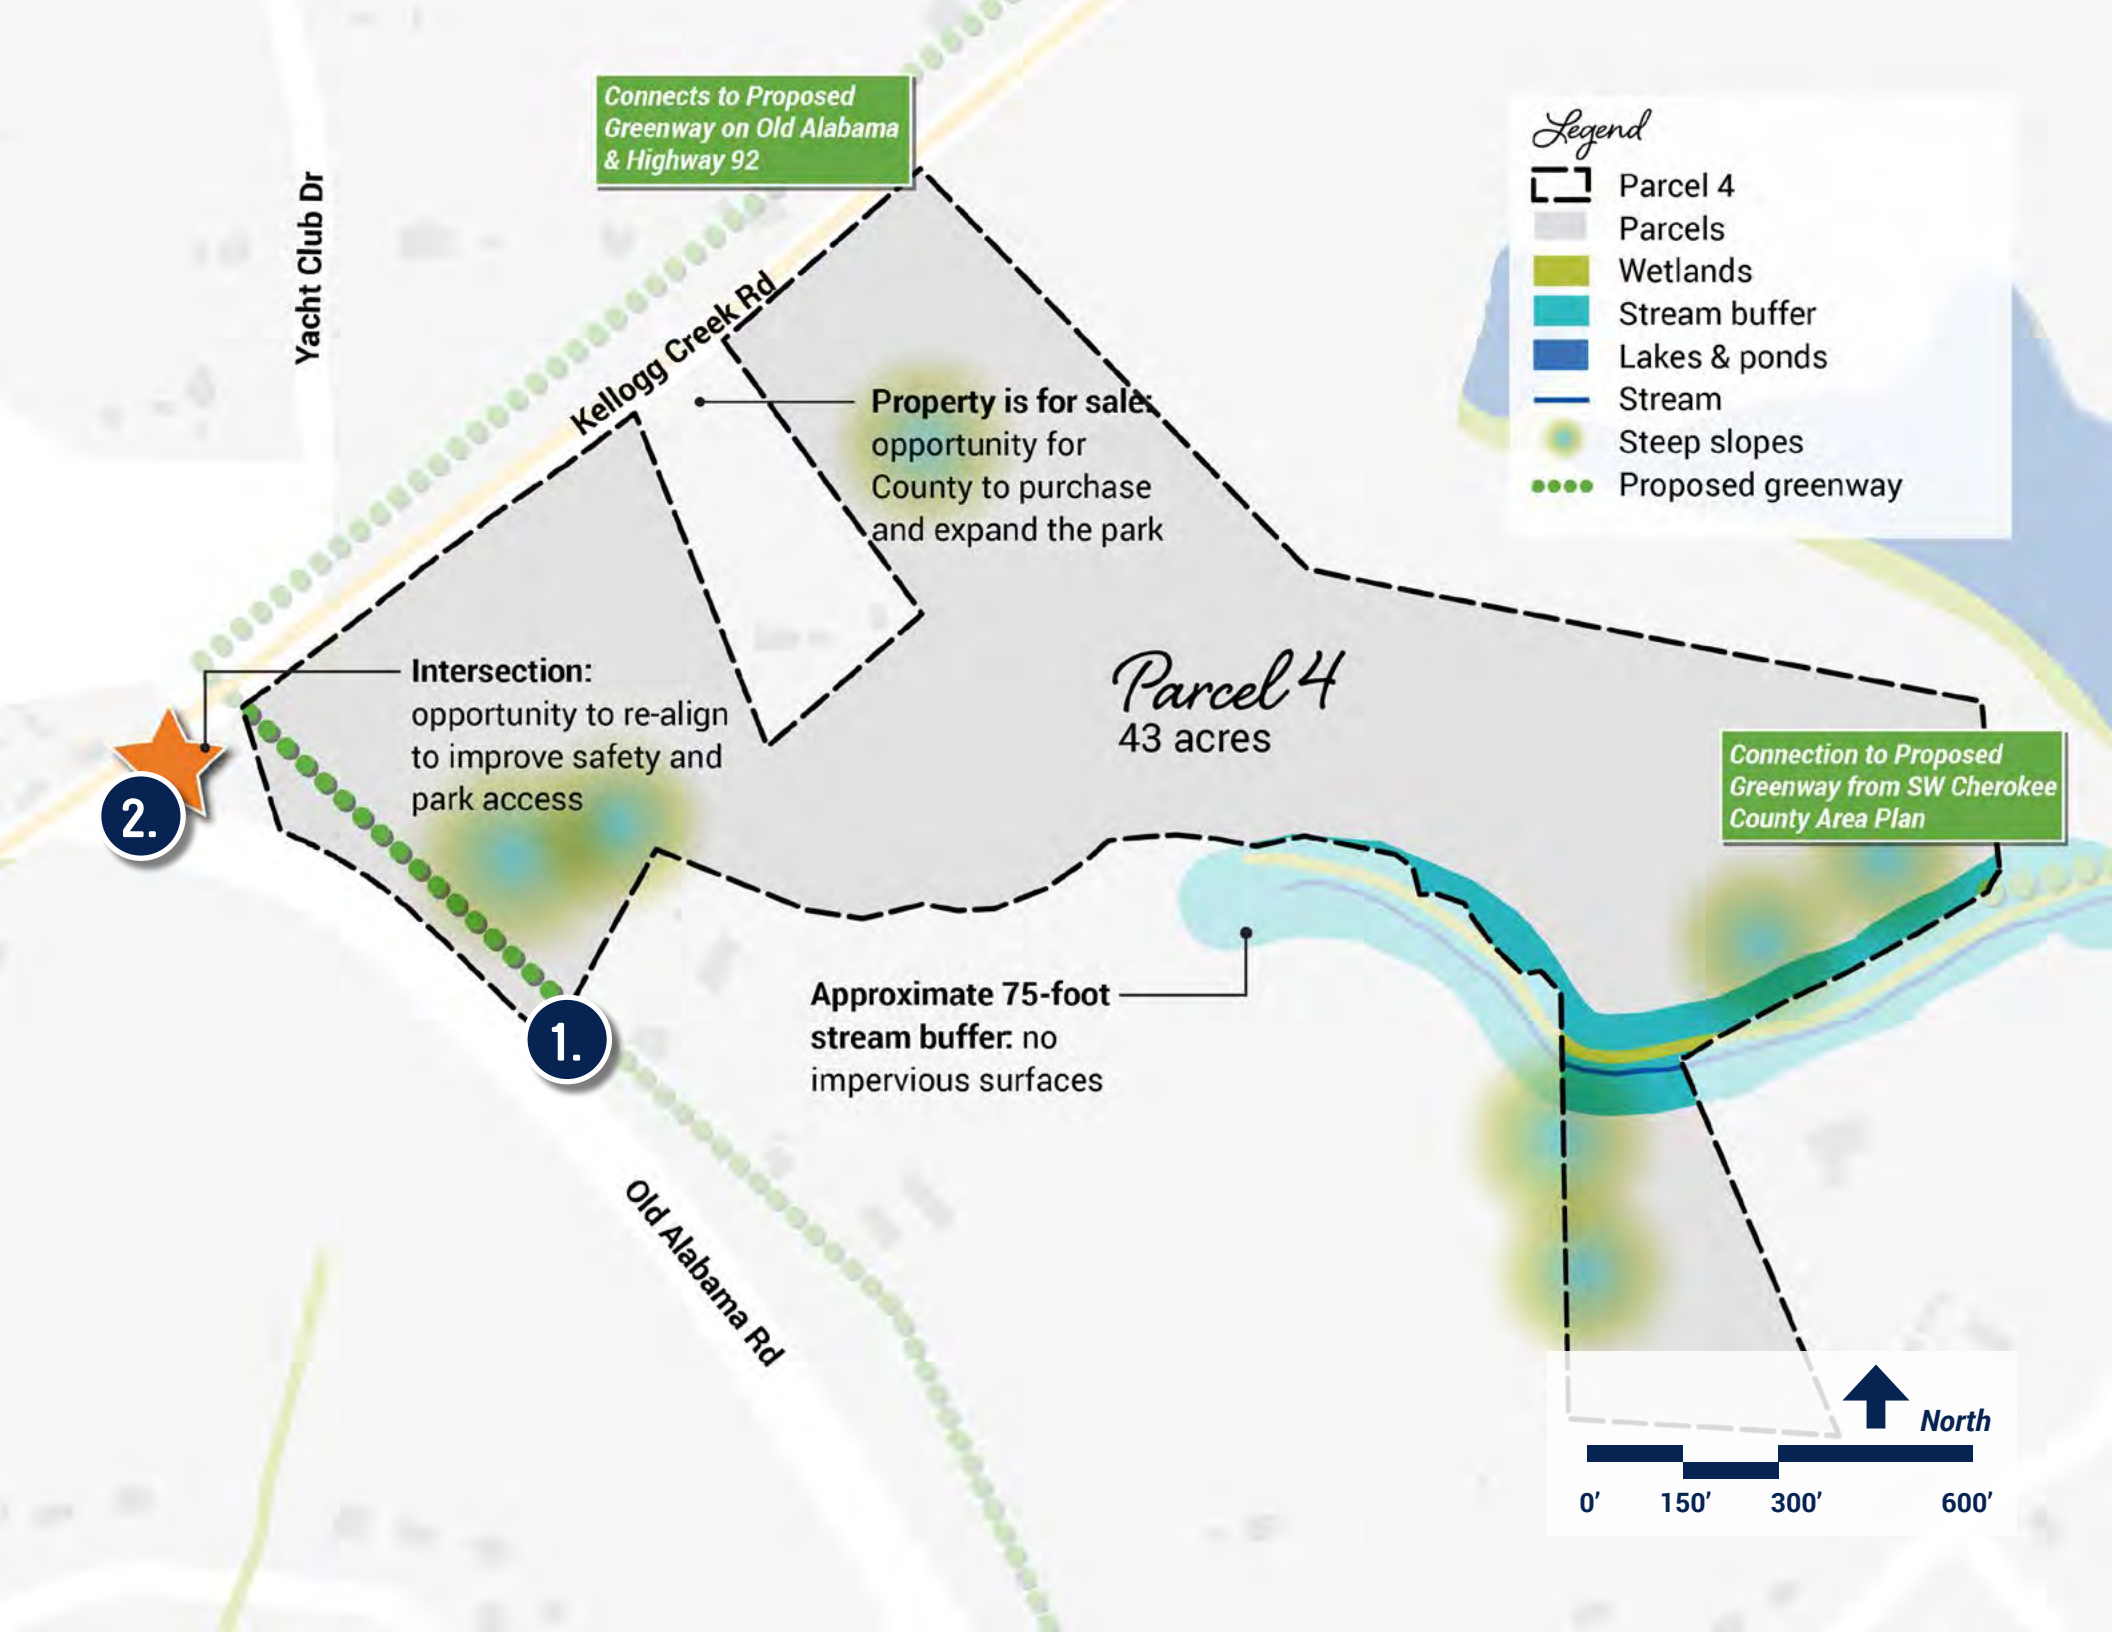 Connects to Proposed
Greenway on Old Alabama
& Highway 92
Yacht Club Dr
Kellogg Creek Rd
Legend
Parcel 4
Parcels
Wetlands
Stream buffer
Lakes & ponds
Stream
Steep slopes
Proposed greenway
Property is for sale:
opportunity for
County to purchase
and expand the park
Intersection:
opportunity to re-align
to improve safety and
park access
Parcel 4
43 acres
Connection to Proposed
Greenway from SW Cherokee
County Area Plan
2.
1.
Approximate 75-foot
stream buffer: no
impervious surfaces
Old Alabama Rd
North
0’ 150’ 300’ 600’